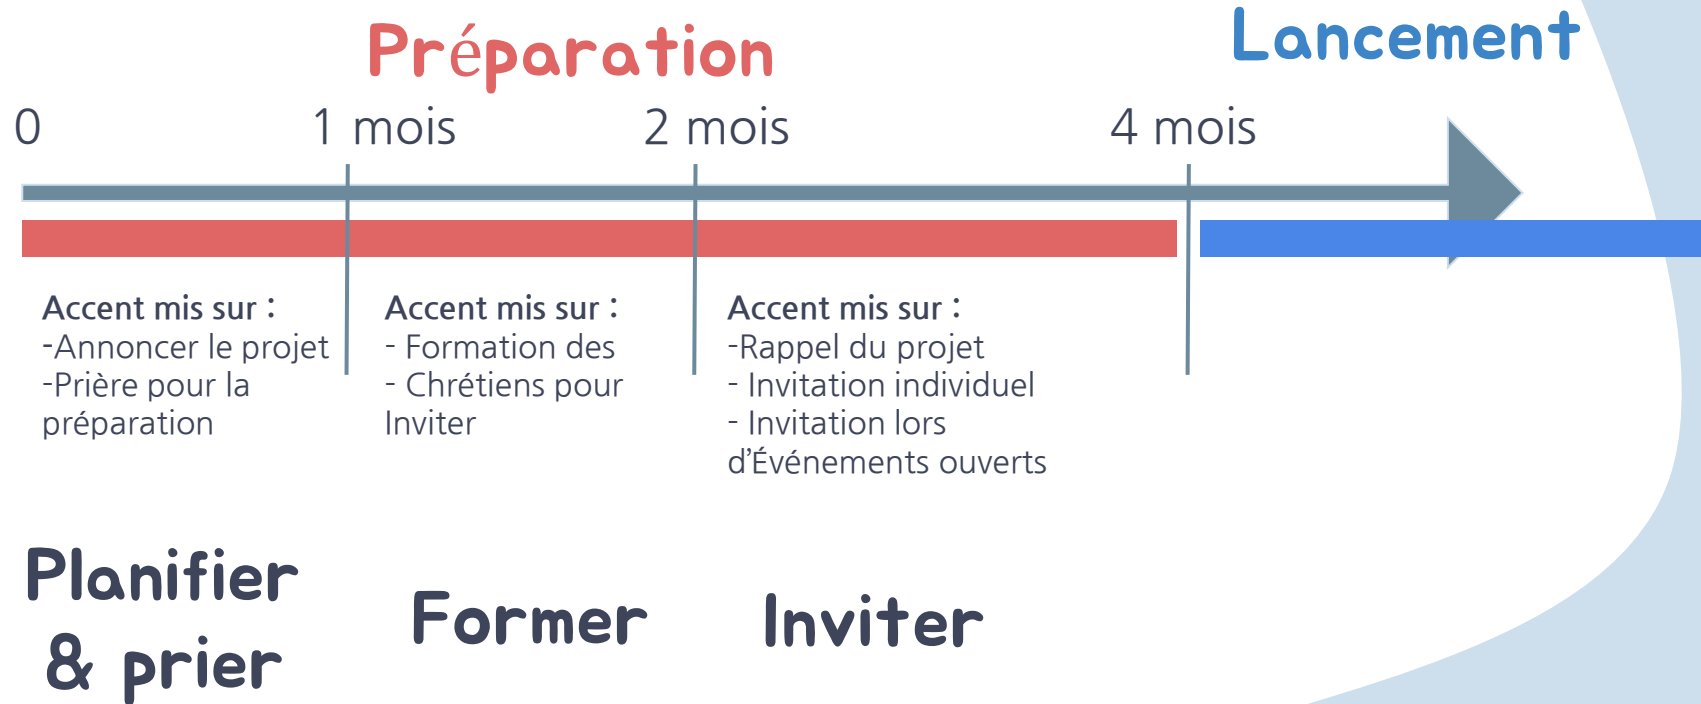 Préparation
Lancement
0
1 mois
2 mois
4 mois
Accent mis sur :
-Annoncer le projet
-Prière pour la
préparation
Accent mis sur :
- Formation des
- Chrétiens pour
Inviter
Accent mis sur :
-Rappel du projet
- Invitation individuel
- Invitation lors
d’Événements ouverts
Planifier
& prier
Former
Inviter